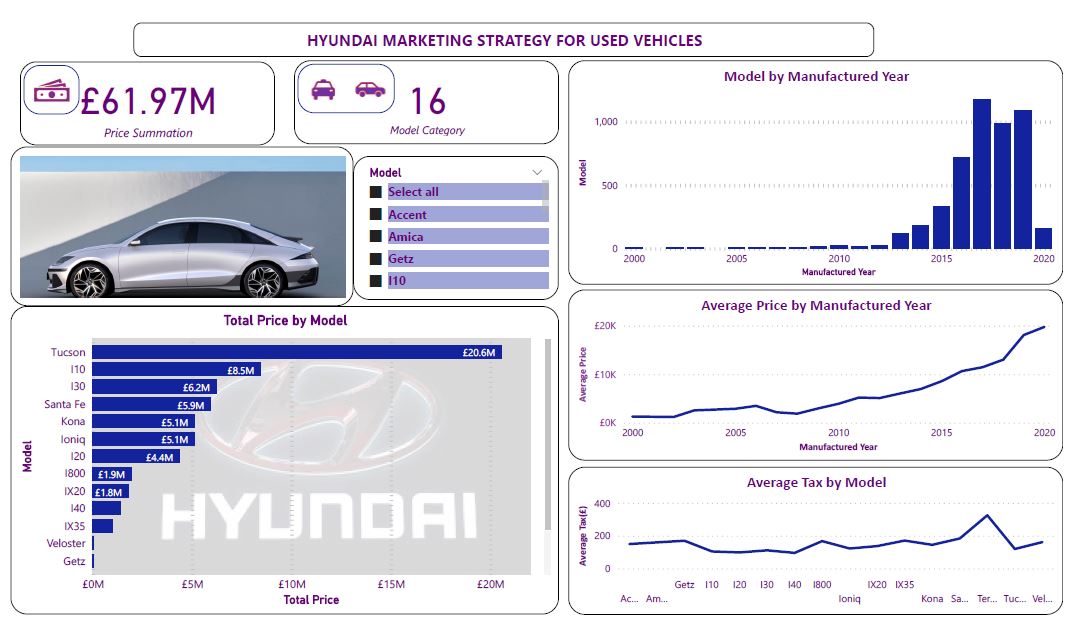 HYUNDAI MARKETING STRATEGY FOR USED VEHICLES
£61.97M
Price Summation
16
Model Category
Model
Select all
Accent
Amica
Getz
I10
Total Price by Model
Model
Tucson
£20.6M
I10
£8.5M
I30
£6.2M
Santa Fe
£5.9M
Kona
£5.1M
Ioniq
£5.1M
I20
£4.4M
I800
£1.9M
IX20
£1.8M
I40
IX35
Veloster
Getz
HYUNDAI
£0M £5M £10M £15M £20M
Total Price
Model by Manufactured Year
Model
1,000
500
0
2000 2005 2010 2015 2020
Manufactured Year
Average Price by Manufactured Year
Average Price
£20K
£10K
£0K
2000 2005 2010 2015 2020
Manufactured Year
Average Tax by Model
Average Tax(£)
400
200
0
Getz I10 I20 I30 I40 I800 IX20 IX35
Ac... Am... Ioniq Kona Sa... Ter... Tuc... Vel...